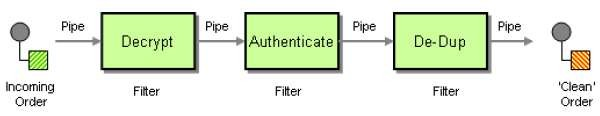 Pipe
Pipe
Pipe
Pipe
Decrypt
Authenticate
De-Dup
Incoming
Order
Filter
Filter
Filter
'Clean'
Order